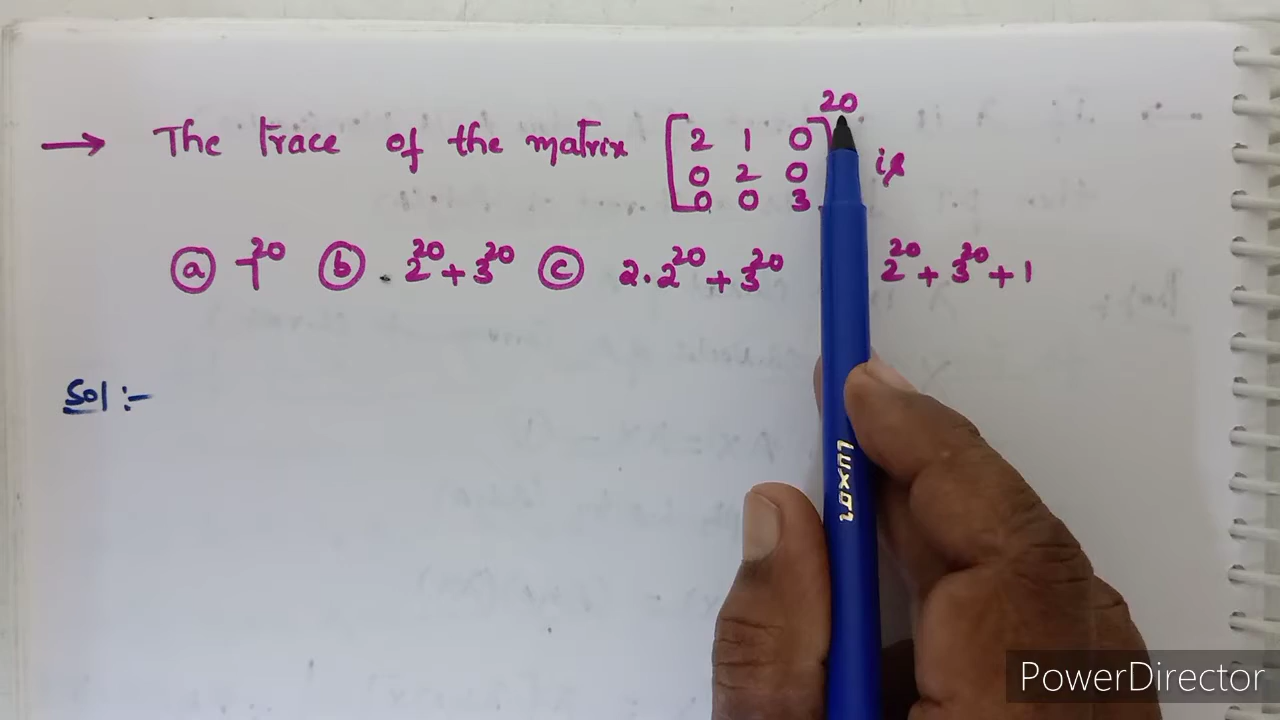 → The trace of the matrix [2 1 0
0 2 0
0 0 3]^20 is
ⓐ 7^20 ⓑ . 2^20 + 3^20 ⓒ 2. 2^20 + 3^20 2^20 + 3^20 + 1
Sol :-
LUXOR
PowerDirector